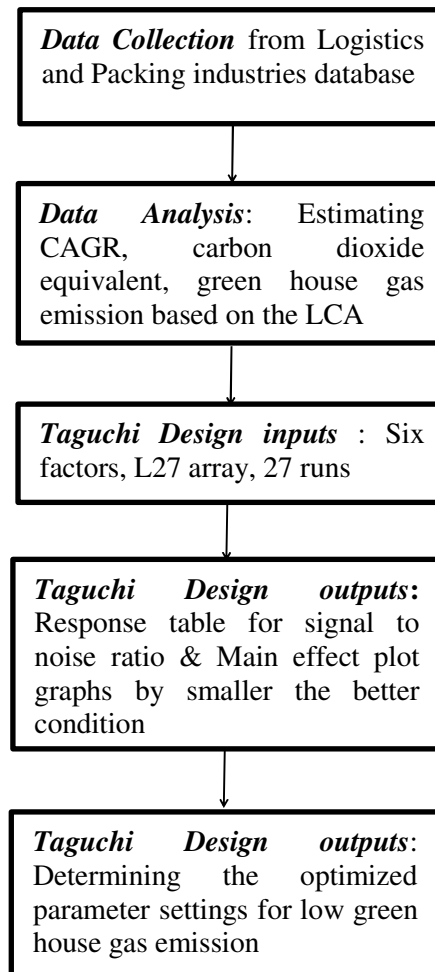 Data Collection from Logistics
and Packing industries database
Data Analysis: Estimating
CAGR, carbon dioxide
equivalent, green house gas
emission based on the LCA
Taguchi Design inputs : Six
factors, L27 array, 27 runs
Taguchi Design outputs:
Response table for signal to
noise ratio & Main effect plot
graphs by smaller the better
condition
Taguchi Design outputs:
Determining the optimized
parameter settings for low green
house gas emission